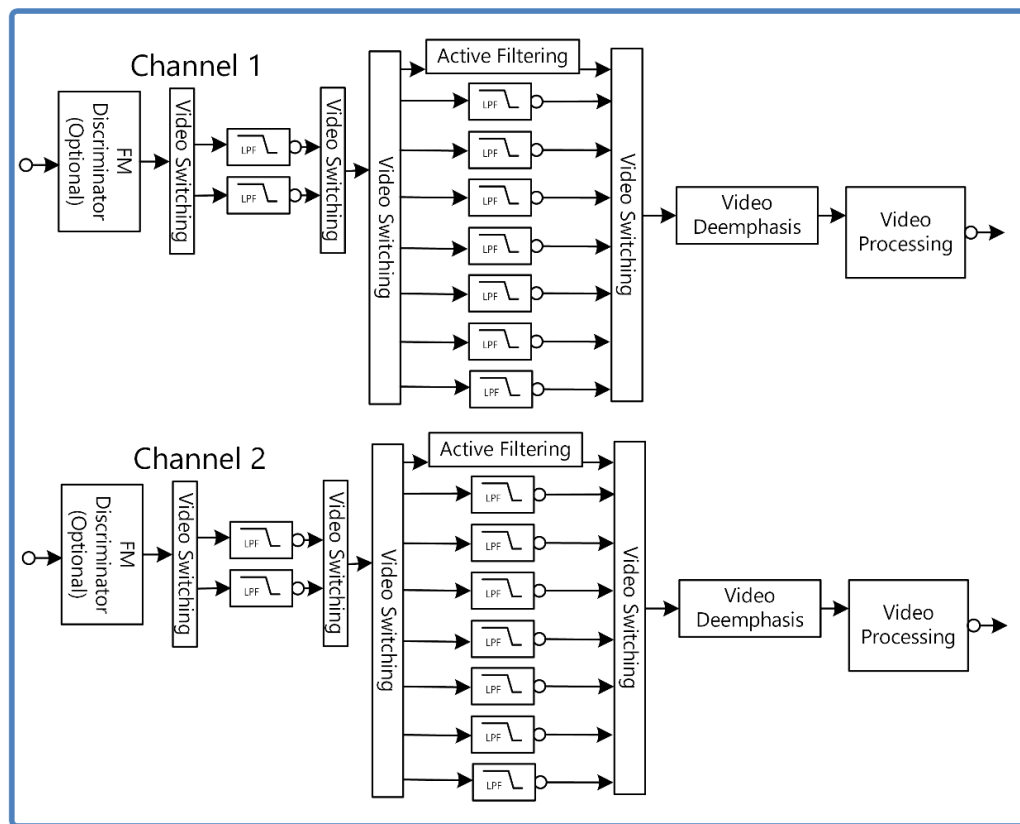 Channel 1
FM
Discriminator
(Optional)
Video Switching
LPF
LPF
Video Switching
Video Switching
Active Filtering
LPF
LPF
LPF
LPF
LPF
LPF
LPF
Video Switching
Video
Deemphasis
Video
Processing
Channel 2
FM
Discriminator
(Optional)
Video Switching
LPF
LPF
Video Switching
Video Switching
Active Filtering
LPF
LPF
LPF
LPF
LPF
LPF
LPF
Video Switching
Video
Deemphasis
Video
Processing